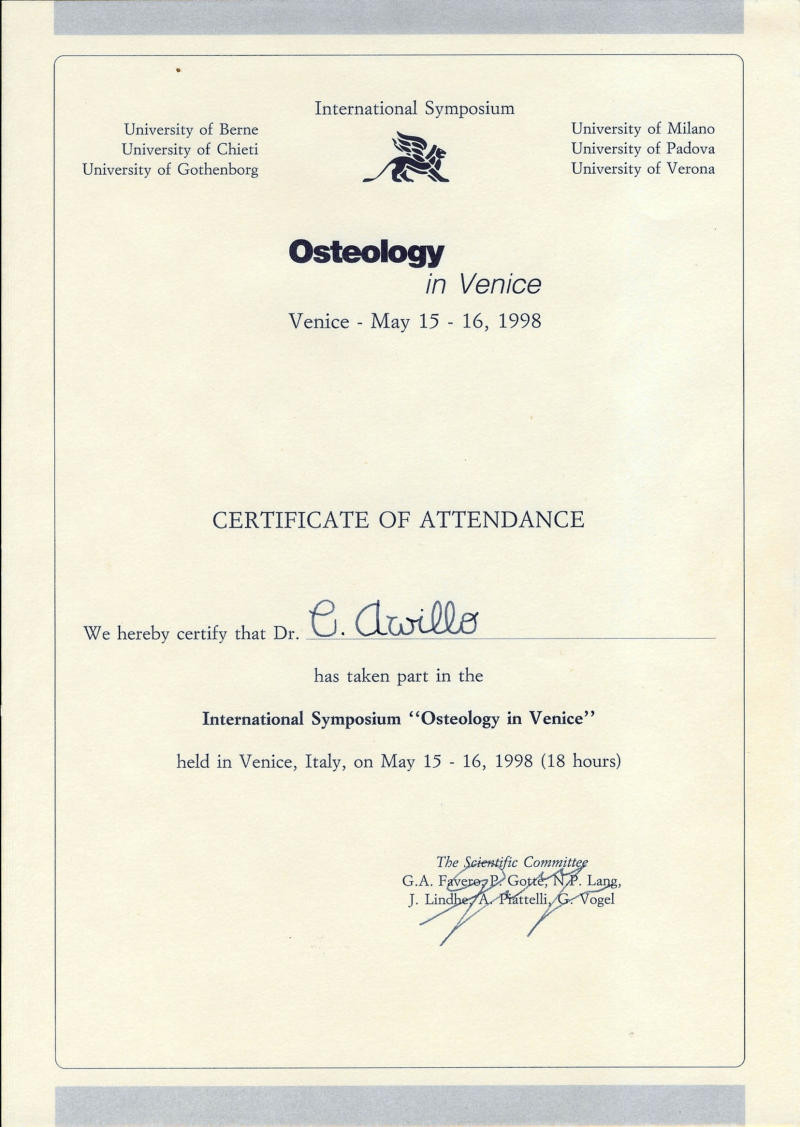 International Symposium
University of Berne
University of Chieti
University of Gothenborg
University of Milano
University of Padova
University of Verona
Osteology
in Venice
Venice - May 15 - 16, 1998
CERTIFICATE OF ATTENDANCE
We hereby certify that Dr. C.
has taken part in the
International Symposium “Osteology in Venice”
held in Venice, Italy, on May 15 - 16, 1998 (18 hours)
The Scientific Committee
G.A. Favero, P. Gotte, N.P. Lang,
J. Lindhe, A. Piattelli, G. Vogel